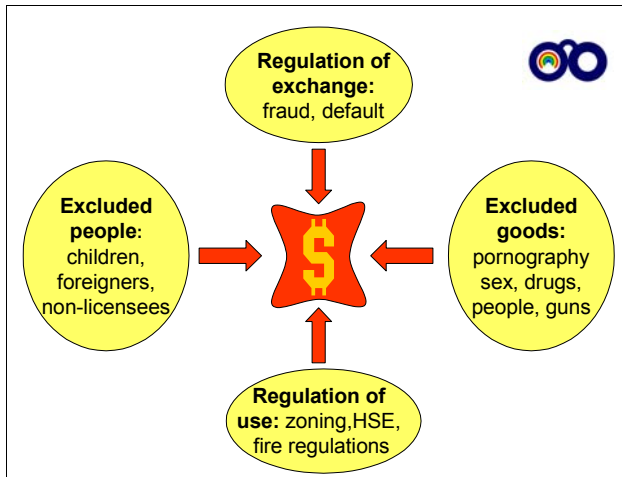 Regulation of
exchange:
fraud, default
Excluded
people:
children,
foreigners,
non-licensees
$
Excluded
goods:
pornography
sex, drugs,
people, guns
Regulation of
use: zoning,HSE,
fire regulations